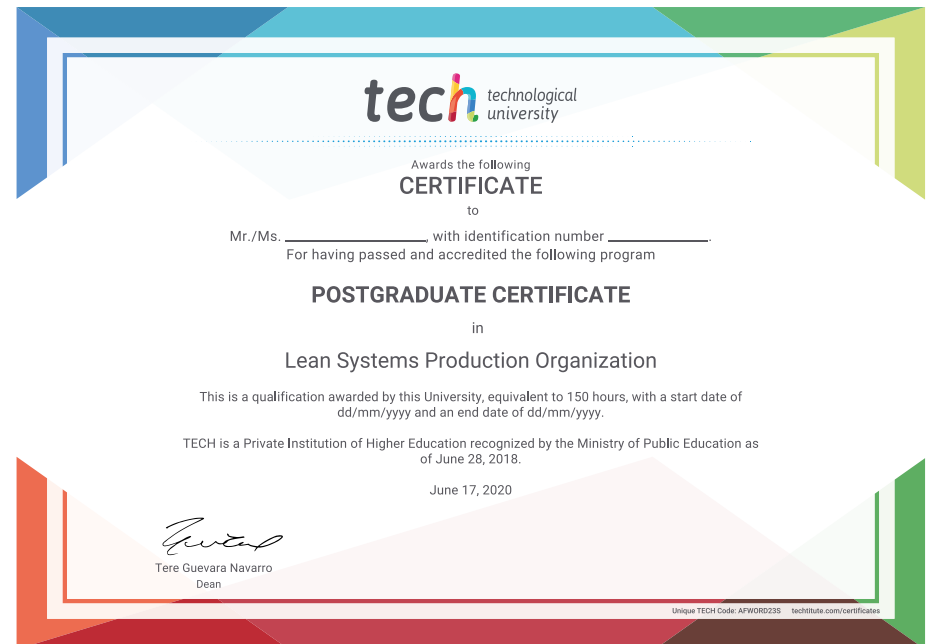 tech technological
university
Awards the following
CERTIFICATE
to
Mr./Ms. ____________________, with identification number ______________.
For having passed and accredited the following program
POSTGRADUATE CERTIFICATE
in
Lean Systems Production Organization
This is a qualification awarded by this University, equivalent to 150 hours, with a start date of
dd/mm/yyyy and an end date of dd/mm/yyyy.
TECH is a Private Institution of Higher Education recognized by the Ministry of Public Education as
of June 28, 2018.
June 17, 2020
Tere Guevara Navarro
Dean
Unique TECH Code: AFWORD23S techtitute.com/certificates